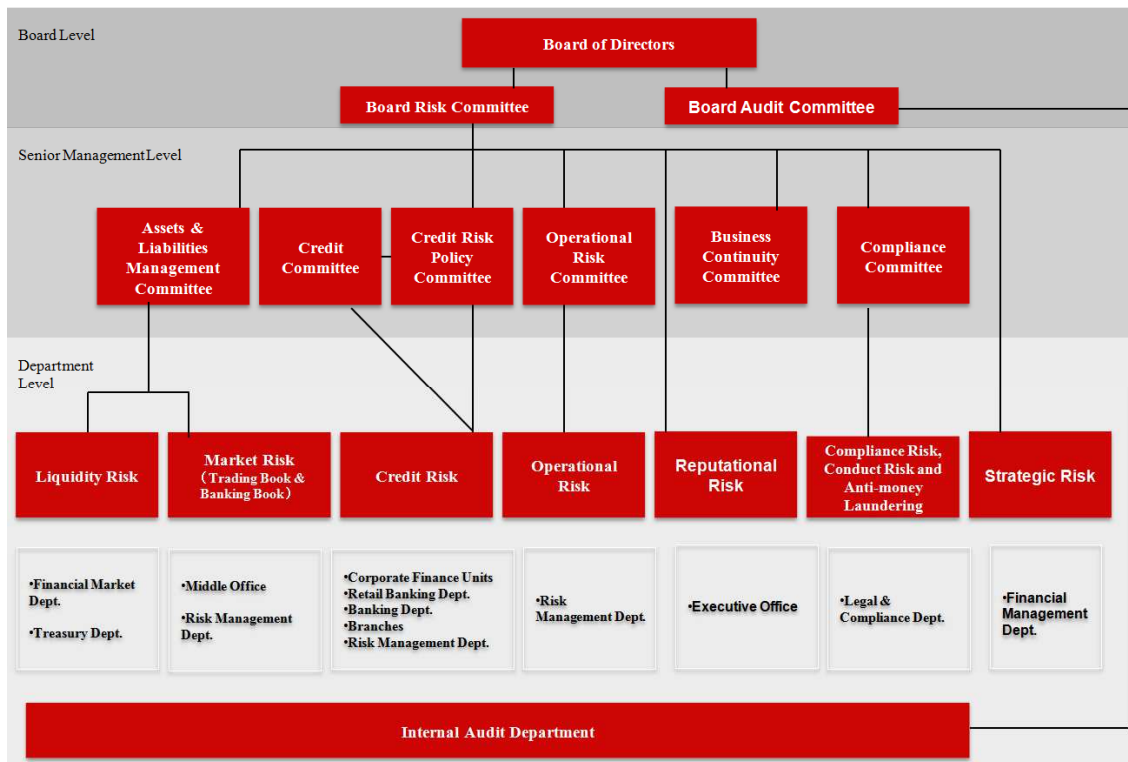 Board Level
Board of Directors
Board Risk Committee
Board Audit Committee
Senior Management Level
Assets &
Liabilities
Management
Committee
Credit
Committee
Credit Risk
Policy
Committee
Operational
Risk
Committee
Business
Continuity
Committee
Compliance
Committee
Department
Level
Liquidity Risk
Market Risk
（Trading Book &
Banking Book）
Credit Risk
Operational
Risk
Reputational
Risk
Compliance Risk,
Conduct Risk and
Anti-money
Laundering
Strategic Risk
•Financial Market
Dept.
•Treasury Dept.
•Middle Office
•Risk Management
Dept.
•Corporate Finance Units
•Retail Banking Dept.
•Banking Dept.
•Branches
•Risk Management Dept.
•Risk
Management Dept.
•Executive Office
•Legal &
Compliance Dept.
•Financial
Management
Dept.
Internal Audit Department